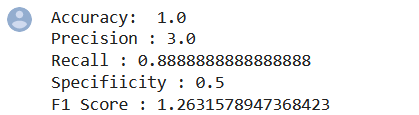 Accuracy:  1.0
Precision : 3.0
Recall : 0.8888888888888888
Specifiicity : 0.5
F1 Score : 1.2631578947368423